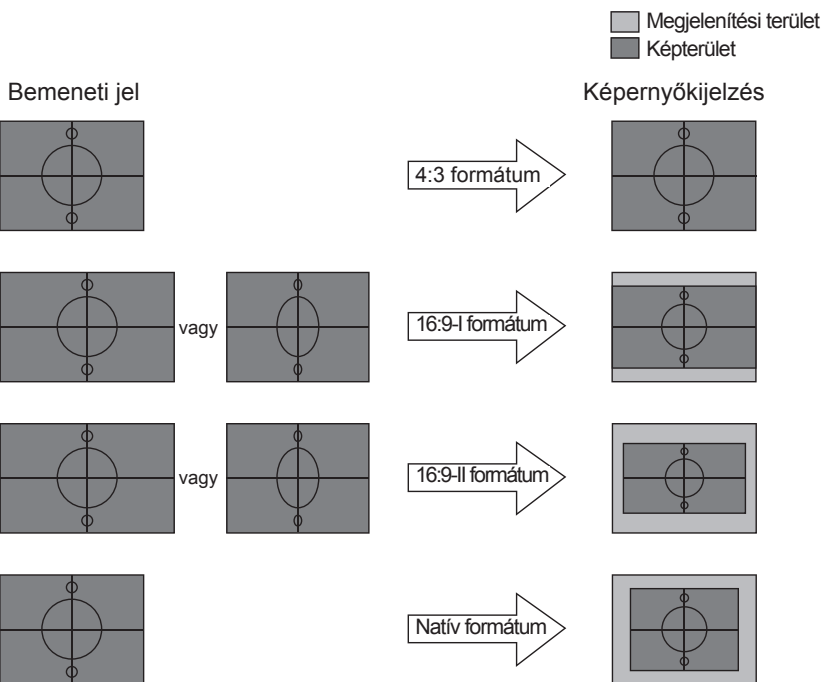 Megjelenítési terület
Képterület
Bemeneti jel
Képernyőkijelzés
4:3 formátum
vagy
16:9-I formátum
vagy
16:9-II formátum
Natív formátum